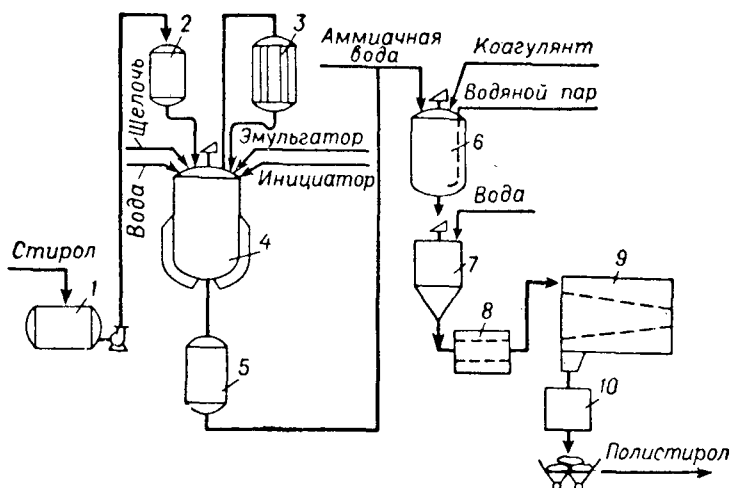 2
3
Аммиачная
вода
Коагулянт
Водяной пар
Щелочь
Эмульгатор
6
Инициатор
Вода
Вода
Стирол
4
7
9
1
8
5
10
Полистирол